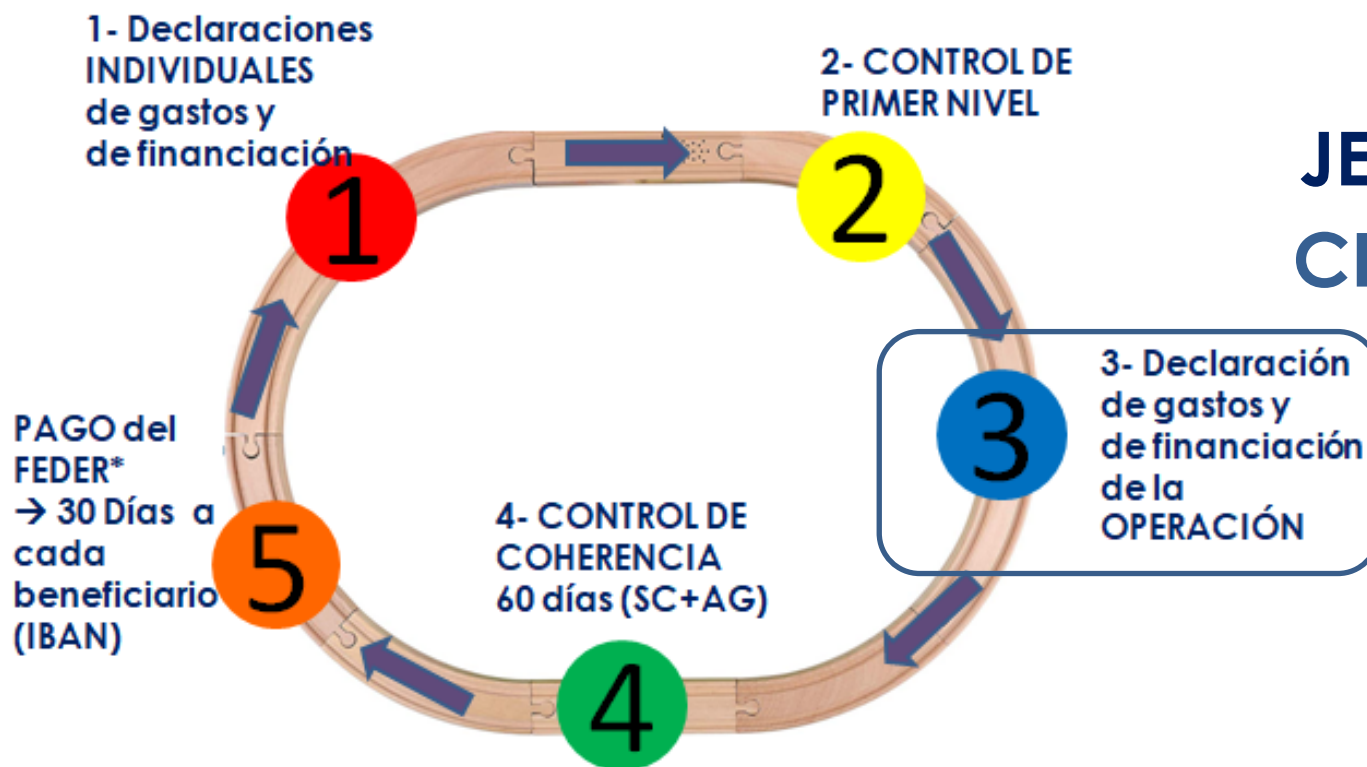 1- Declaraciones
INDIVIDUALES
de gastos y
de financiación
1
2- CONTROL DE
PRIMER NIVEL
2
3
3- Declaración
de gastos y
de financiación
de la
OPERACIÓN
4- CONTROL DE
COHERENCIA
60 días (SC+AG)
4
PAGO del
FEDER*
→ 30 Días a
cada
beneficiario
(IBAN)
5